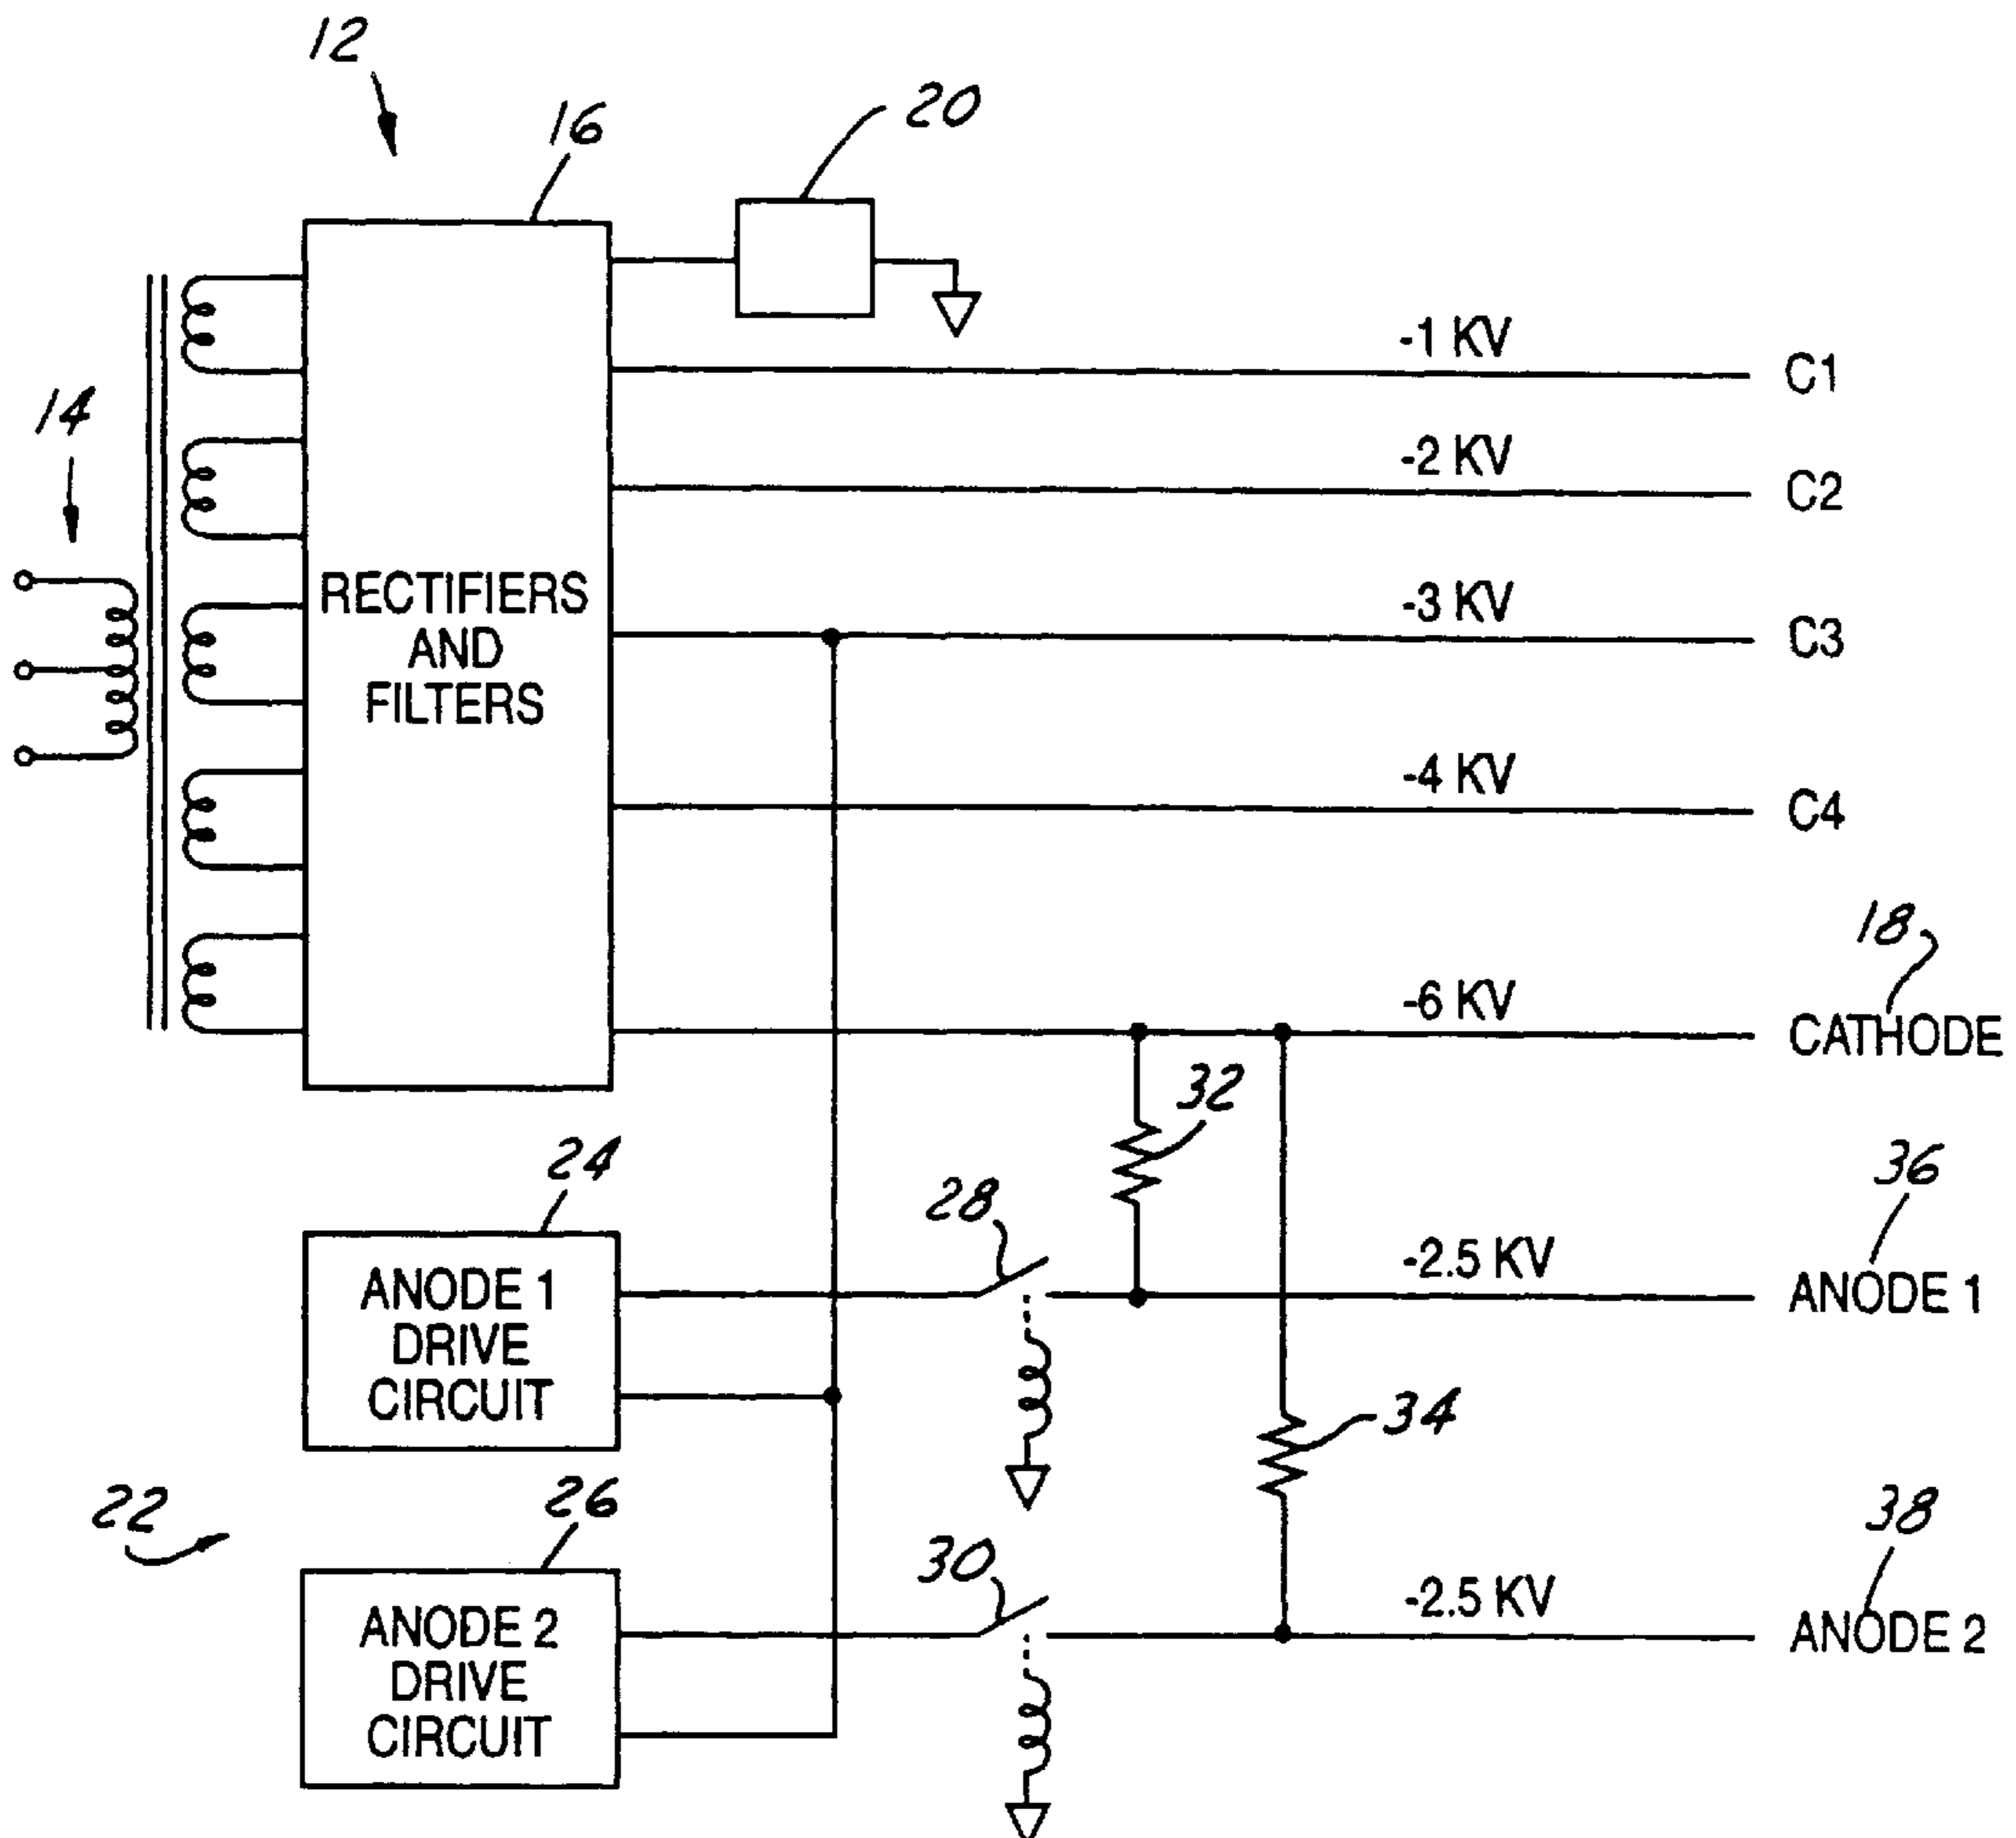 12
16
20
14
-1 KV
C1
-2 KV
C2
RECTIFIERS
AND
FILTERS
-3 KV
C3
-4 KV
C4
18
-6 KV
CATHODE
32
24
28
36
ANODE 1
DRIVE
CIRCUIT
-2.5 KV
ANODE 1
34
22
26
30
38
ANODE 2
DRIVE
CIRCUIT
-2.5 KV
ANODE 2